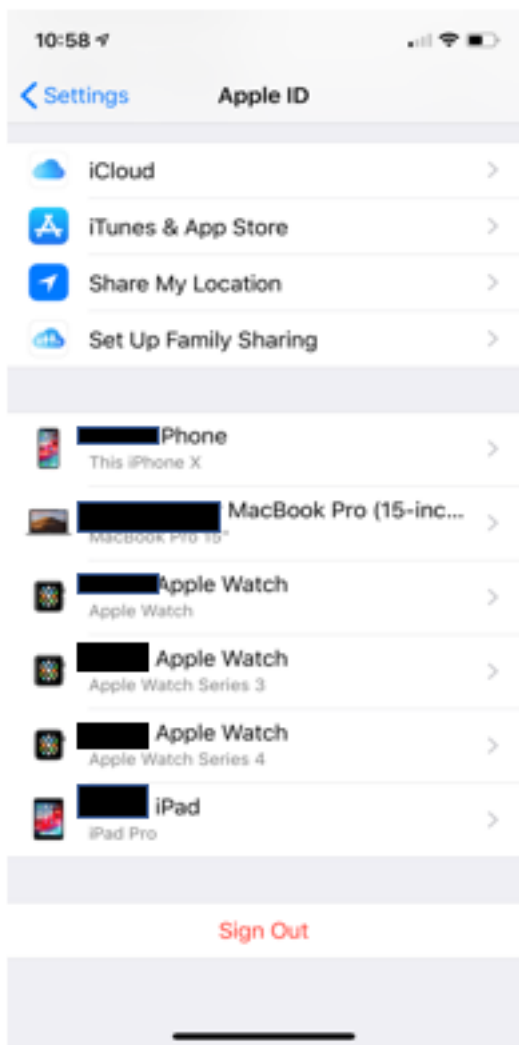 10:58
Settings
Apple ID
iCloud
iTunes & App Store
Share My Location
Set Up Family Sharing
Phone
This iPhone X
MacBook Pro (15-inc...
MacBook Pro 15"
Apple Watch
Apple Watch
Apple Watch
Apple Watch Series 3
Apple Watch
Apple Watch Series 4
iPad
iPad Pro
Sign Out